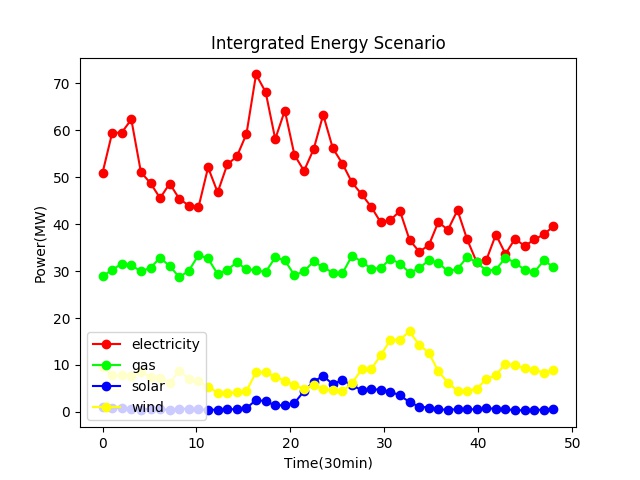 Intergrated Energy Scenario
Power(MW)
70
60
50
40
30
20
10
0
electricity
gas
solar
wind
0 10 20 30 40 50
Time(30min)